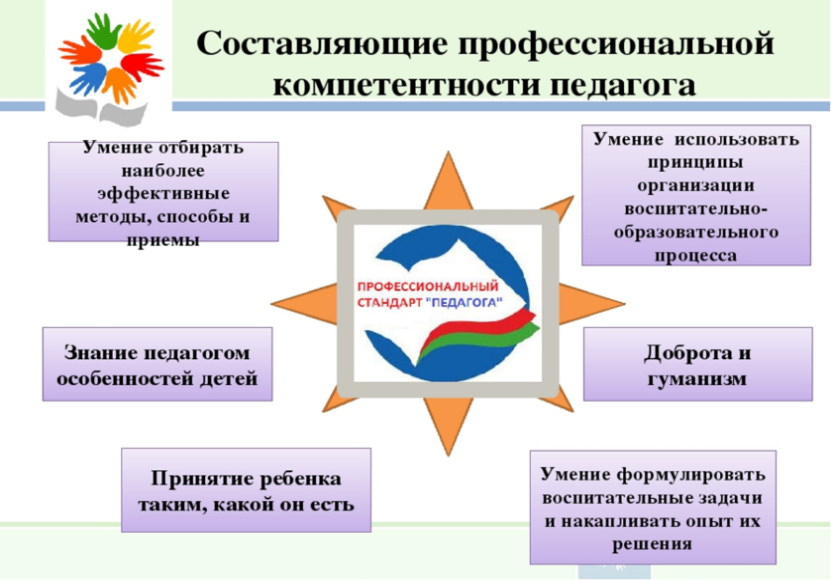 Составляющие профессиональной
компетентности педагога
Умение отбирать
наиболее
эффективные
методы, способы и
приемы
Умение использовать
принципы
организации
воспитательно-
образовательного
процесса
ПРОФЕССИОНАЛЬНЫЙ
СТАНДАРТ "ПЕДАГОГА"
Знание педагогом
особенностей детей
Доброта и
гуманизм
Принятие ребенка
таким, какой он есть
Умение формулировать
воспитательные задачи
и накапливать опыт их
решения